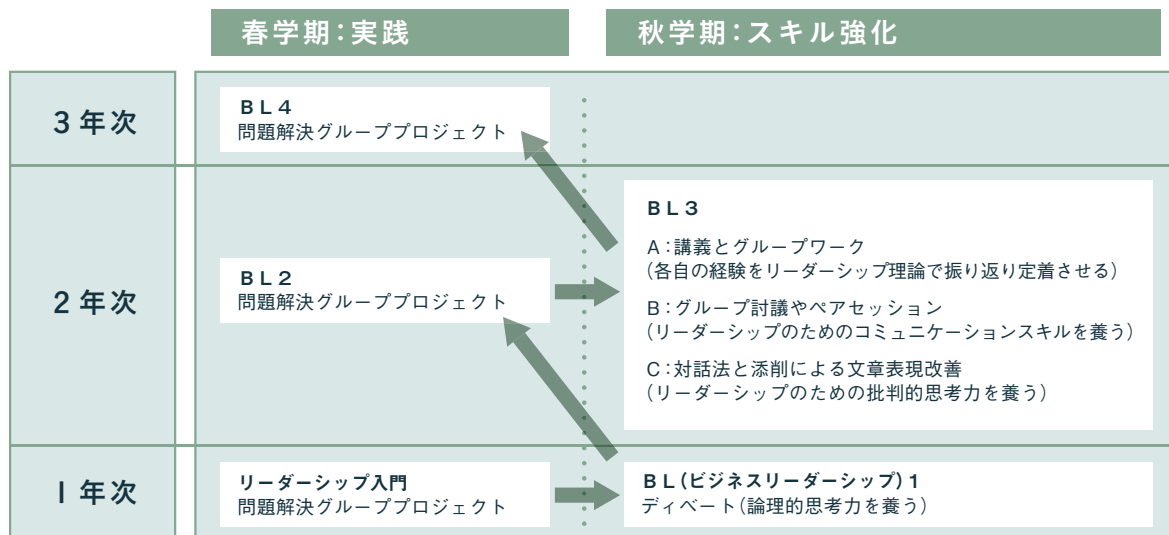 春学期：実践
秋学期：スキル強化
3年次
BL4
問題解決グループプロジェクト
2年次
BL2
問題解決グループプロジェクト
BL3
A：講義とグループワーク
（各自の経験をリーダーシップ理論で振り返り定着させる）
B：グループ討議やペアセッション
（リーダーシップのためのコミュニケーションスキルを養う）
C：対話法と添削による文章表現改善
（リーダーシップのための批判的思考力を養う）
1年次
リーダーシップ入門
問題解決グループプロジェクト
BL（ビジネスリーダーシップ）1
ディベート（論理的思考力を養う）